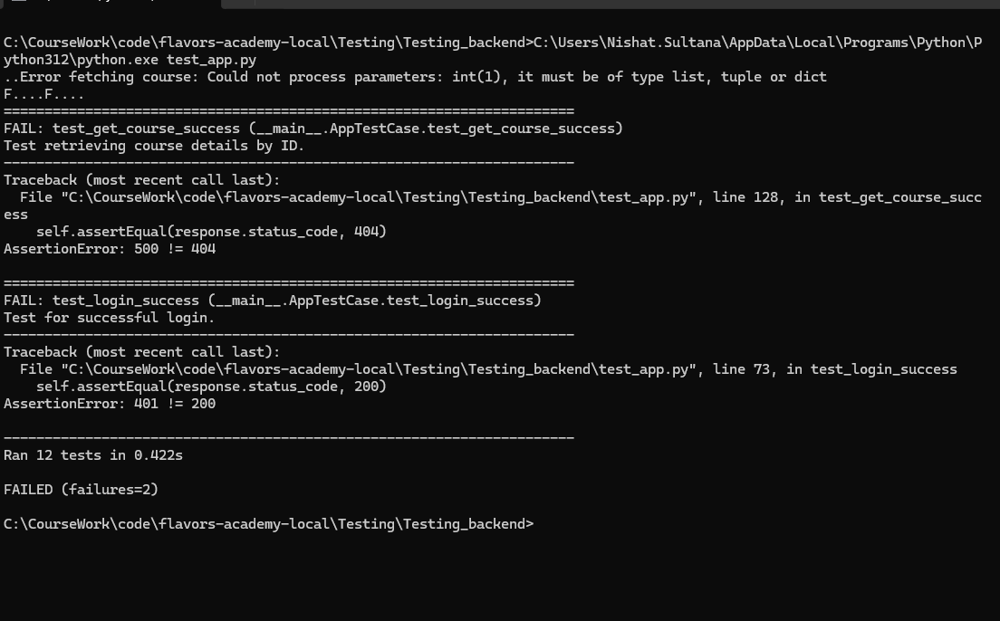 C:\CourseWork\code\flavors-academy-local\Testing\Testing_backend>C:\Users\Nishat.Sultana\AppData\Local\Programs\Python\P
ython312\python.exe test_app.py
..Error fetching course: Could not process parameters: int(1), it must be of type list, tuple or dict
F....F....
======================================================================
FAIL: test_get_course_success (__main__.AppTestCase.test_get_course_success)
Test retrieving course details by ID.
----------------------------------------------------------------------
Traceback (most recent call last):
  File "C:\CourseWork\code\flavors-academy-local\Testing\Testing_backend\test_app.py", line 128, in test_get_course_succ
ess
    self.assertEqual(response.status_code, 404)
AssertionError: 500 != 404
======================================================================
FAIL: test_login_success (__main__.AppTestCase.test_login_success)
Test for successful login.
----------------------------------------------------------------------
Traceback (most recent call last):
  File "C:\CourseWork\code\flavors-academy-local\Testing\Testing_backend\test_app.py", line 73, in test_login_success
    self.assertEqual(response.status_code, 200)
AssertionError: 401 != 200
----------------------------------------------------------------------
Ran 12 tests in 0.422s
FAILED (failures=2)
C:\CourseWork\code\flavors-academy-local\Testing\Testing_backend>